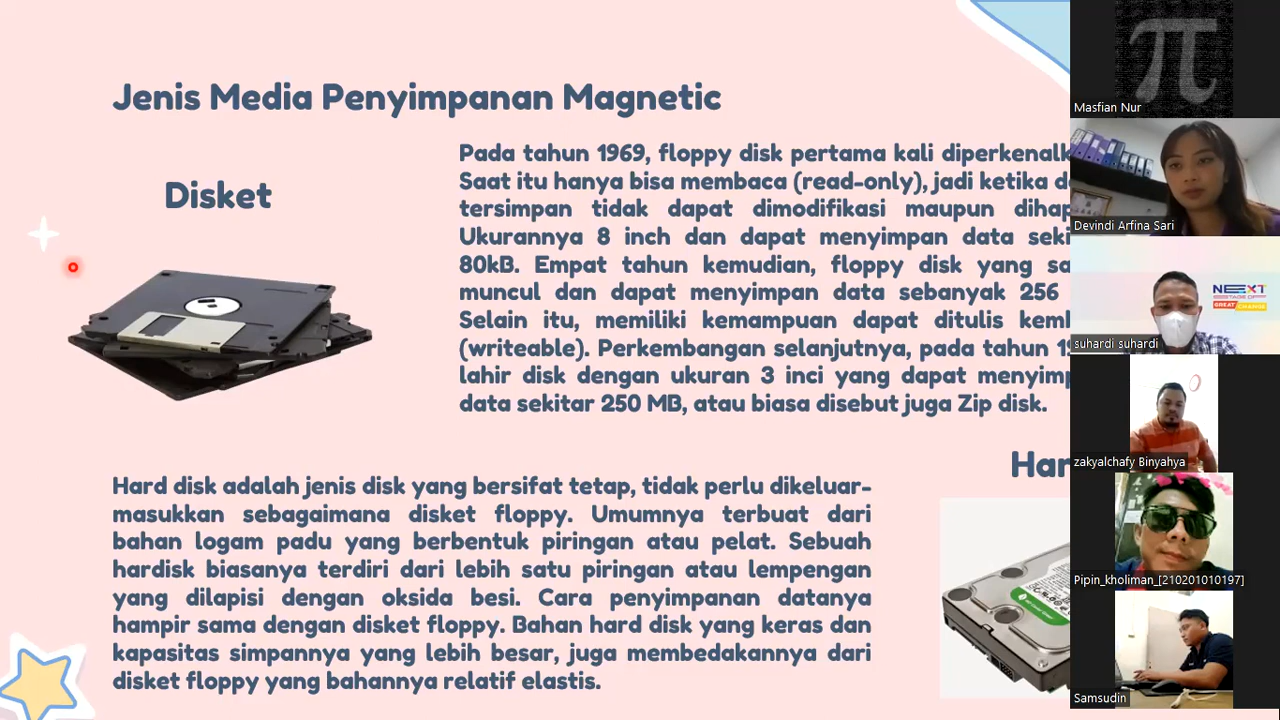 Jenis Media Penyimpanan Magnetic
Disket
Pada tahun 1969, floppy disk pertama kali
Saat itu hanya bisa membaca (read-only), jadi ketika
tersimpan tidak dapat dimodifikasi maupun
Ukurannya 8 inch dan dapat menyimpan data
80kB. Empat tahun kemudian, floppy disk yang
muncul dan dapat menyimpan data sebanyak 256
Selain itu, memiliki kemampuan dapat ditulis
(writeable). Perkembangan selanjutnya, pada tahun
lahir disk dengan ukuran 3 inci yang dapat
data sekitar 250 MB, atau biasa disebut juga Zip disk.
Hard disk adalah jenis disk yang bersifat tetap, tidak perlu dikeluar-
masukkan sebagaimana disket floppy. Umumnya terbuat dari
bahan logam padu yang berbentuk piringan atau pelat. Sebuah
hardisk biasanya terdiri dari lebih satu piringan atau lempengan
yang dilapisi dengan oksida besi. Cara penyimpanan datanya
hampir sama dengan disket floppy. Bahan hard disk yang keras dan
kapasitas simpannya yang lebih besar, juga membedakannya dari
disket floppy yang bahannya relatif elastis.
Masfian Nur
Devindi Arfina Sari
NEXT
GREAT
suhardi suhardi
zakyalchafy Binyahya
Pipin_kholiman_[210201010197]
Samsudin